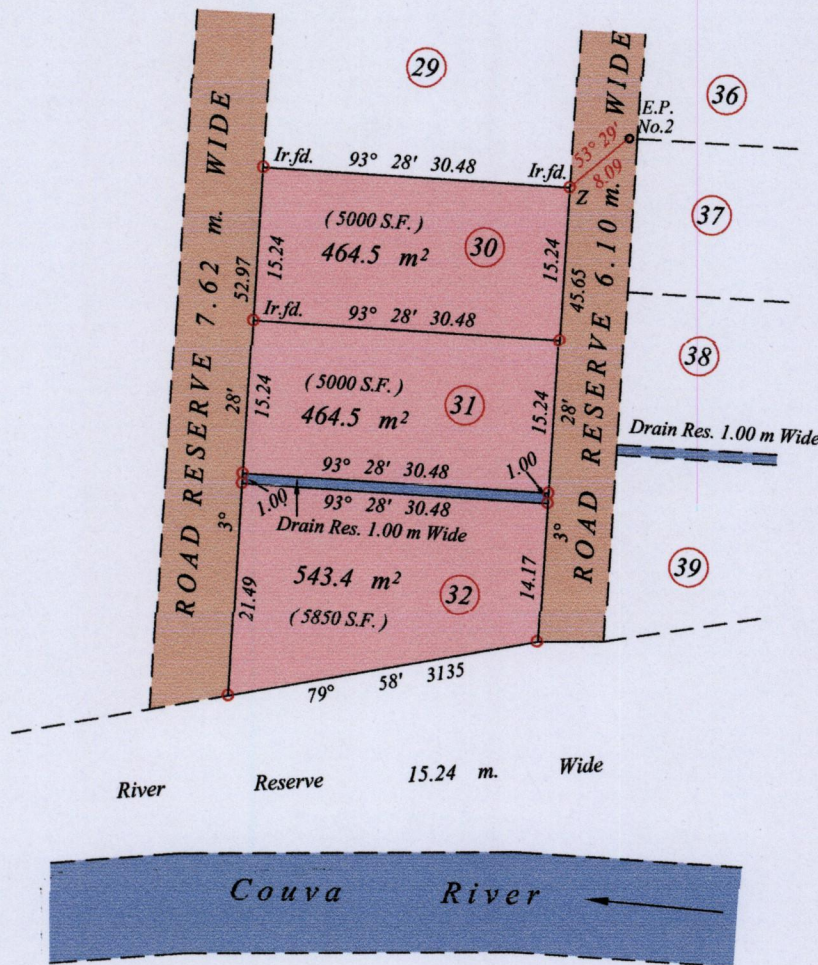 29
36
E.P.
No.2
53° 29'
8.09
Z
Ir.fd. 93° 28' 30.48 Ir.fd.
ROAD RESERVE 7.62 m. WIDE
ROAD RESERVE 6.10 m. WIDE
37
( 5000 S.F. )
464.5 m²
30
15.24
15.24
52.97
45.65
Ir.fd. 93° 28' 30.48
38
( 5000 S.F. )
464.5 m²
31
15.24
15.24
28'
28'
Drain Res. 1.00 m Wide
93° 28' 30.48
1.00
1.00
93° 28' 30.48
Drain Res. 1.00 m Wide
3°
3°
39
543.4 m²
32
( 5850 S.F. )
21.49
14.17
79° 58' 3135
River Reserve 15.24 m. Wide
Couva River